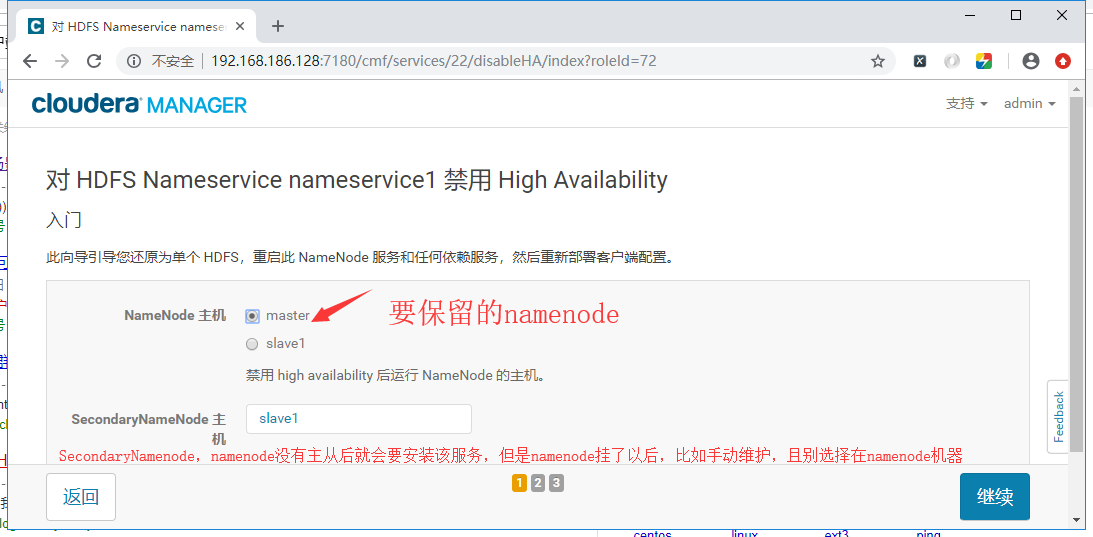 对 HDFS Nameservice nameser
不安全 192.168.186.128:7180/cmf/services/22/disableHA/index?roleId=72
cloudera MANAGER
支持 admin
对 HDFS Nameservice nameservice1 禁用 High Availability
入门
此向导引导您还原为单个 HDFS，重启此 NameNode 服务和任何依赖服务，然后重新部署客户端配置。
NameNode 主机 master
要保留的namenode
slave1
禁用 high availability 后运行 NameNode 的主机。
SecondaryNameNode 主
机
slave1
Feedback
SecondaryNamenode，namenode没有主从后就会要安装该服务，但是namenode挂了以后，比如手动维护，且别选择在namenode机器
返回
1 2 3
继续
centos linux ext3 ping